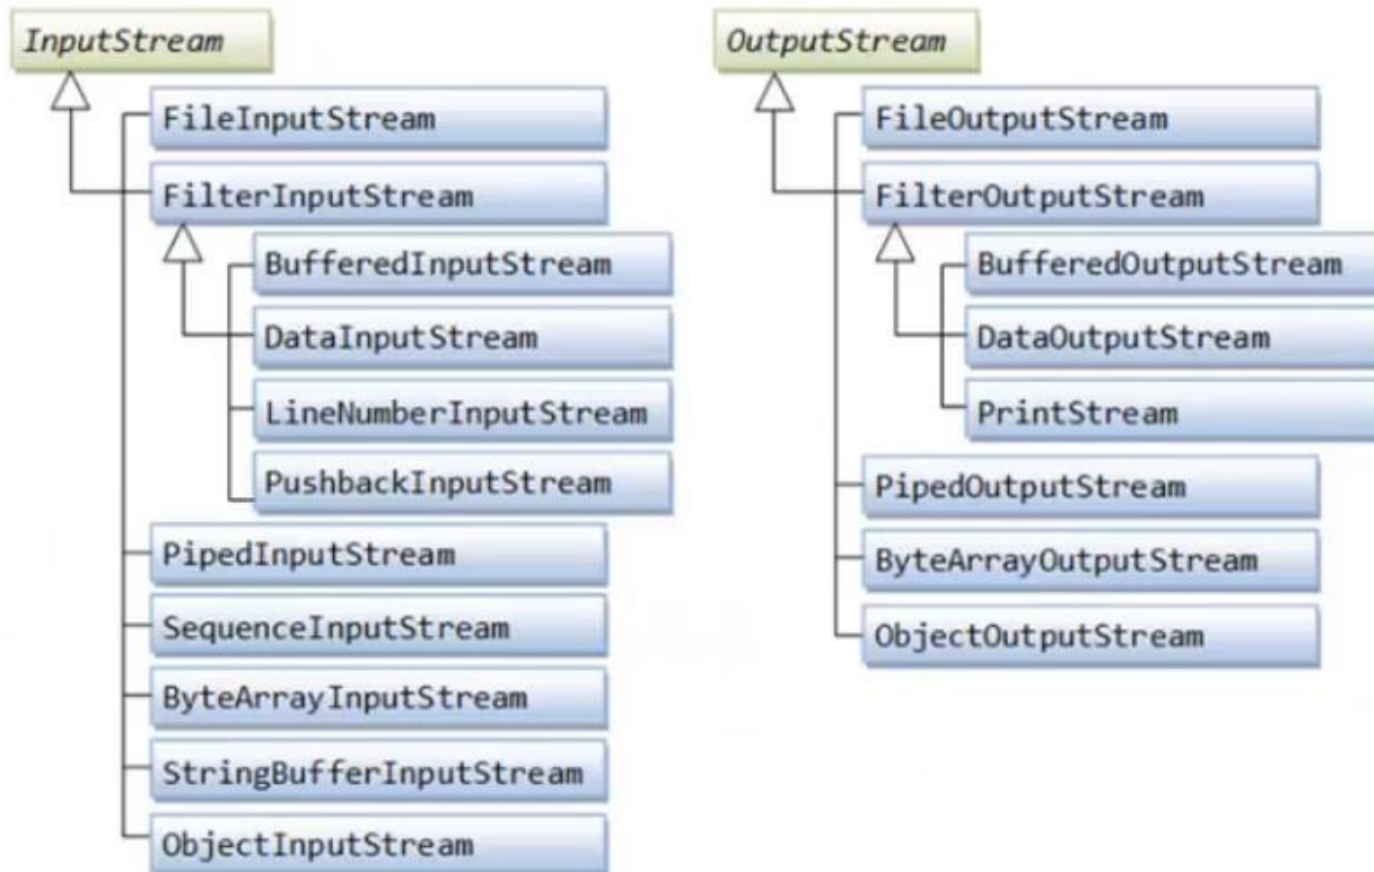 InputStream
FileInputStream
FilterInputStream
BufferedInputStream
DataInputStream
LineNumberInputStream
PushbackInputStream
PipedInputStream
SequenceInputStream
ByteArrayInputStream
StringBufferInputStream
ObjectInputStream
OutputStream
FileOutputStream
FilterOutputStream
BufferedOutputStream
DataOutputStream
PrintStream
PipedOutputStream
ByteArrayOutputStream
ObjectOutputStream